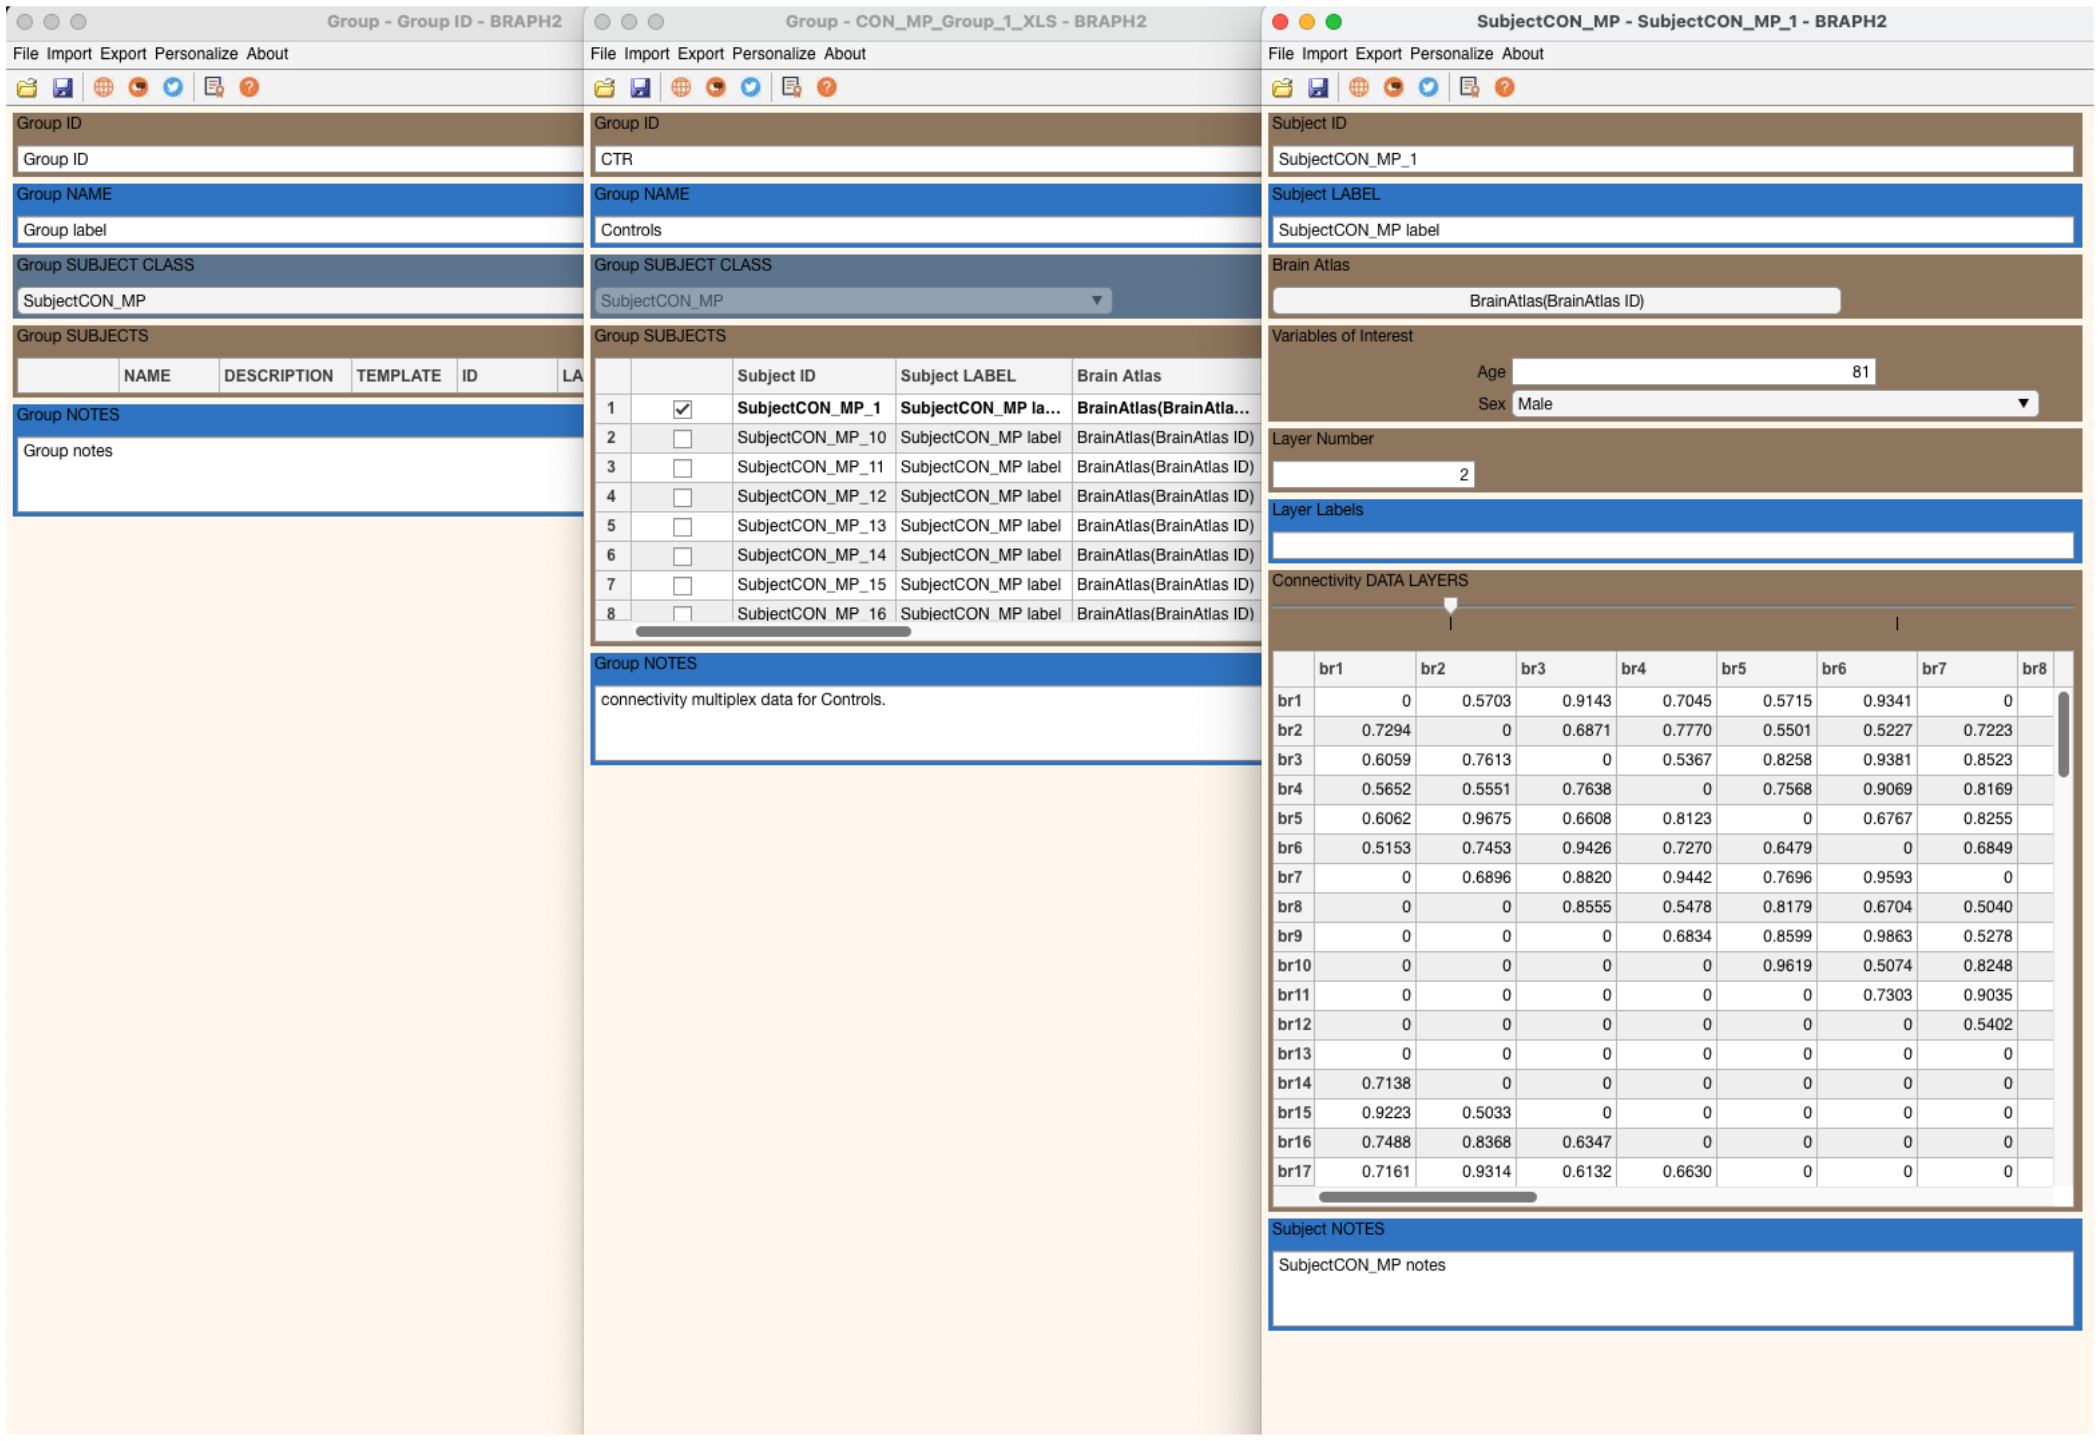 Group - Group ID - BRAPH2
File Import Export Personalize About
Group ID
Group ID
Group NAME
Group label
Group SUBJECT CLASS
SubjectCON_MP
Group SUBJECTS
NAME DESCRIPTION TEMPLATE ID LA
Group NOTES
Group notes
Group - CON_MP_Group_1_XLS - BRAPH2
File Import Export Personalize About
Group ID
CTR
Group NAME
Controls
Group SUBJECT CLASS
SubjectCON_MP
Group SUBJECTS
Subject ID Subject LABEL Brain Atlas
1 SubjectCON_MP_1 SubjectCON_MP la... BrainAtlas(BrainAtla...
2 SubjectCON_MP_10 SubjectCON_MP label BrainAtlas(BrainAtlas ID)
3 SubjectCON_MP_11 SubjectCON_MP label BrainAtlas(BrainAtlas ID)
4 SubjectCON_MP_12 SubjectCON_MP label BrainAtlas(BrainAtlas ID)
5 SubjectCON_MP_13 SubjectCON_MP label BrainAtlas(BrainAtlas ID)
6 SubjectCON_MP_14 SubjectCON_MP label BrainAtlas(BrainAtlas ID)
7 SubjectCON_MP_15 SubjectCON_MP label BrainAtlas(BrainAtlas ID)
8 SubjectCON_MP_16 SubjectCON_MP label BrainAtlas(BrainAtlas ID)
Group NOTES
connectivity multiplex data for Controls.
SubjectCON_MP - SubjectCON_MP_1 - BRAPH2
File Import Export Personalize About
Subject ID
SubjectCON_MP_1
Subject LABEL
SubjectCON_MP label
Brain Atlas
BrainAtlas(BrainAtlas ID)
Variables of Interest
Age 81
Sex Male
Layer Number
2
Layer Labels
Connectivity DATA LAYERS
br1 br2 br3 br4 br5 br6 br7 br8
br1 0 0.5703 0.9143 0.7045 0.5715 0.9341 0
br2 0.7294 0 0.6871 0.7770 0.5501 0.5227 0.7223
br3 0.6059 0.7613 0 0.5367 0.8258 0.9381 0.8523
br4 0.5652 0.5551 0.7638 0 0.7568 0.9069 0.8169
br5 0.6062 0.9675 0.6608 0.8123 0 0.6767 0.8255
br6 0.5153 0.7453 0.9426 0.7270 0.6479 0 0.6849
br7 0 0.6896 0.8820 0.9442 0.7696 0.9593 0
br8 0 0 0.8555 0.5478 0.8179 0.6704 0.5040
br9 0 0 0 0.6834 0.8599 0.9863 0.5278
br10 0 0 0 0 0.9619 0.5074 0.8248
br11 0 0 0 0 0 0.7303 0.9035
br12 0 0 0 0 0 0 0.5402
br13 0 0 0 0 0 0 0
br14 0.7138 0 0 0 0 0 0
br15 0.9223 0.5033 0 0 0 0 0
br16 0.7488 0.8368 0.6347 0 0 0 0
br17 0.7161 0.9314 0.6132 0.6630 0 0 0
Subject NOTES
SubjectCON_MP notes